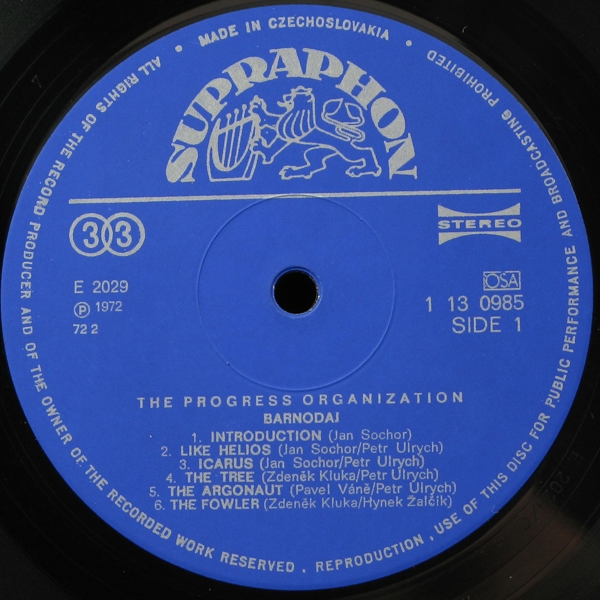 ALL RIGHTS OF THE RECORD PRODUCER AND OF THE OWNER OF THE RECORDED WORK RESERVED. REPRODUCTION, USE OF THIS DISC FOR PUBLIC PERFORMANCE AND BROADCASTING PROHIBITED
• MADE IN CZECHOSLOVAKIA •
SUPRAPHON
33
STEREO
E 2029
OSA
Ⓟ 1972
1 13 0985
72 2
SIDE 1
THE PROGRESS ORGANIZATION
BARNODAJ
1. INTRODUCTION (Jan Sochor)
2. LIKE HELIOS (Jan Sochor/Petr Ulrych)
3. ICARUS (Jan Sochor/Petr Ulrych)
4. THE TREE (Zdeněk Kluka/Petr Ulrych)
5. THE ARGONAUT (Pavel Váně/Petr Ulrych)
6. THE FOWLER (Zdeněk Kluka/Hynek Žalčík)